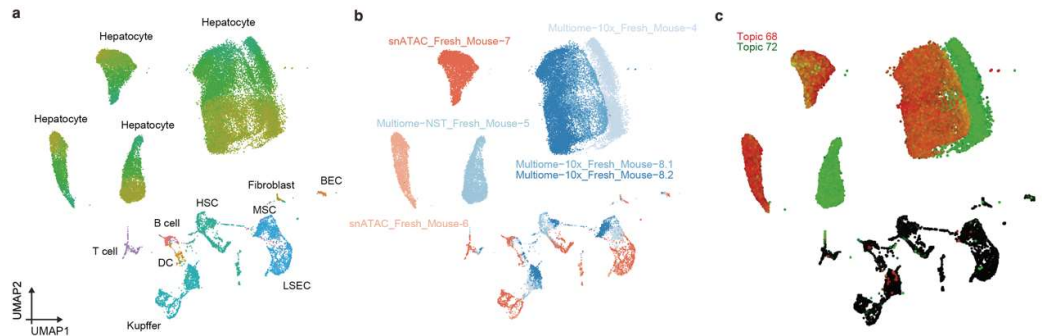 a
Hepatocyte
Hepatocyte
Hepatocyte
Hepatocyte
Fibroblast
BEC
HSC
MSC
B cell
T cell
DC
LSEC
Kupffer
UMAP2
UMAP1
b
Multiome-10x_Fresh_Mouse-4
snATAC_Fresh_Mouse-7
Multiome-NST_Fresh_Mouse-5
Multiome-10x_Fresh_Mouse-8.1
Multiome-10x_Fresh_Mouse-8.2
snATAC_Fresh_Mouse-6
c
Topic 68
Topic 72